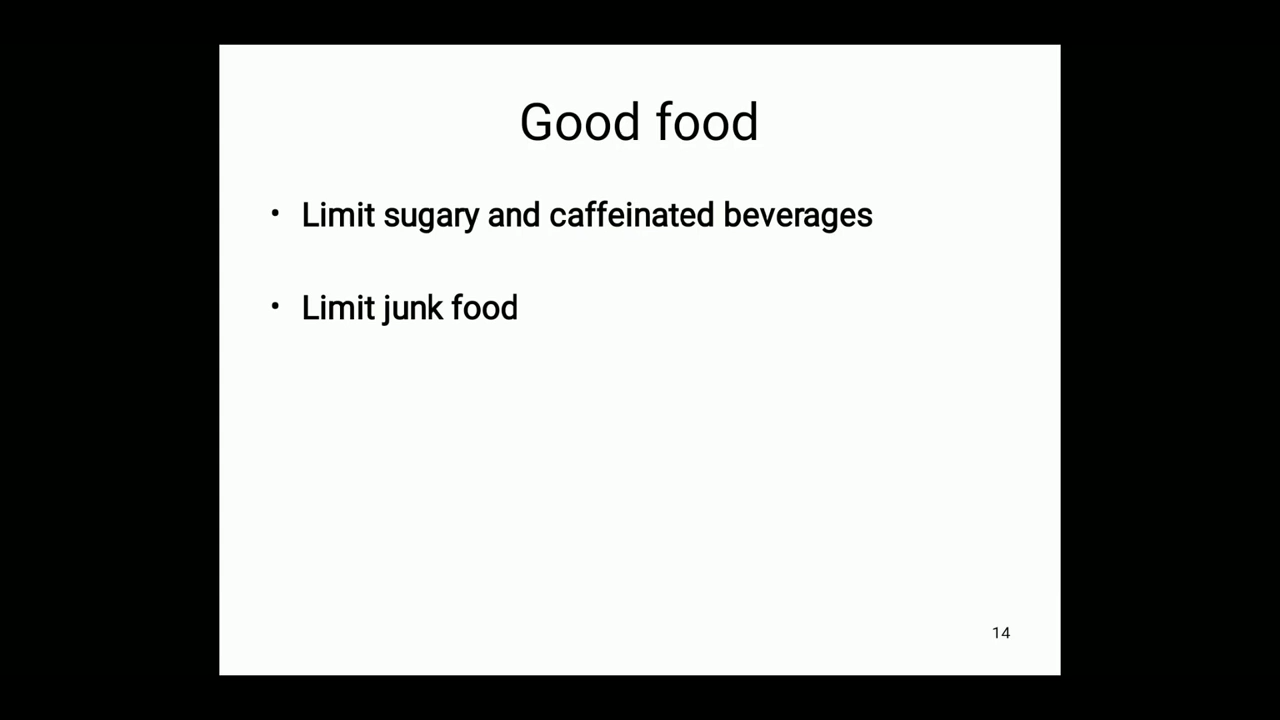 Good food
• Limit sugary and caffeinated beverages
• Limit junk food
14